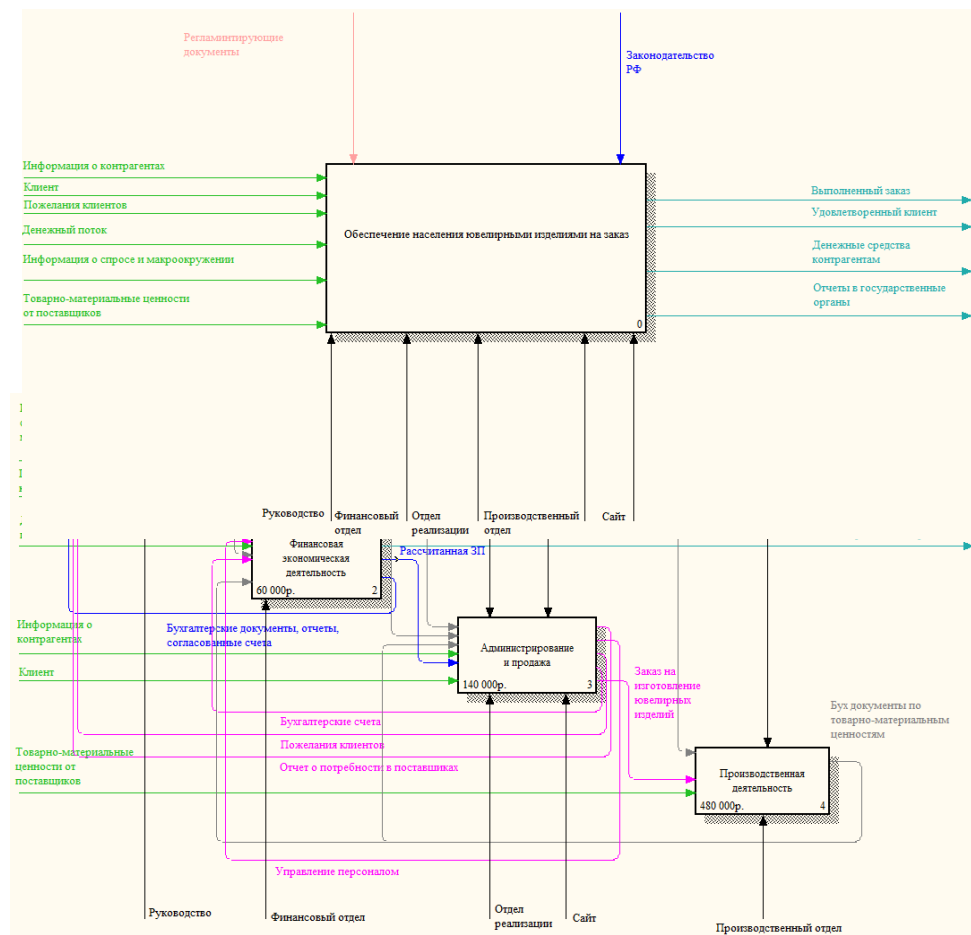 Регламинтирующие
документы
Законодательство
РФ
Информация о контрагентах
Клиент
Пожелания клиентов
Денежный поток
Информация о спросе и макроокружении
Товарно-материальные ценности
от поставщиков
Обеспечение населения ювелирными изделиями на заказ
0
Выполненный заказ
Удовлетворенный клиент
Денежные средства
контрагентам
Отчеты в государственные
органы
Руководство
Финансовый
отдел
Отдел
реализации
Производственный
отдел
Сайт
Финансовая
экономическая
деятельность
60 000р.
2
Рассчитанная ЗП
Информация о
контрагентах
Бухгалтерские документы, отчеты,
согласованные счета
Клиент
Администрирование
и продажа
140 000р.
3
Заказ на
изготовление
ювелирных
изделий
Бух документы по
товарно-материальным
ценностям
Бухгалтерские счета
Пожелания клиентов
Отчет о потребности в поставщиках
Товарно-материальные
ценности от
поставщиков
Производственная
деятельность
480 000р.
4
Управление персоналом
Руководство
Финансовый отдел
Отдел
реализации
Сайт
Производственный отдел